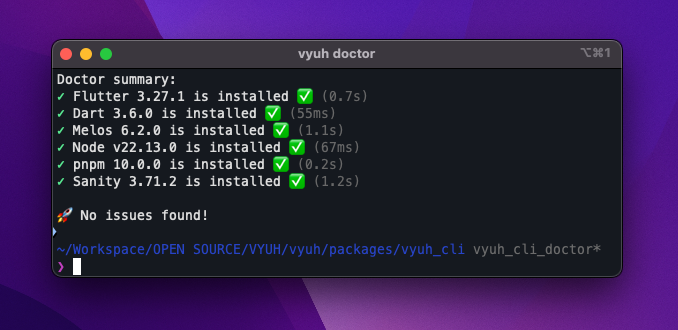 vyuh doctor
⌥⌘1
Doctor summary:
✓ Flutter 3.27.1 is installed ✅ (0.7s)
✓ Dart 3.6.0 is installed ✅ (55ms)
✓ Melos 6.2.0 is installed ✅ (1.1s)
✓ Node v22.13.0 is installed ✅ (67ms)
✓ pnpm 10.0.0 is installed ✅ (0.2s)
✓ Sanity 3.71.2 is installed ✅ (1.2s)
🚀 No issues found!
~/Workspace/OPEN SOURCE/VYUH/vyuh/packages/vyuh_cli vyuh_cli_doctor*
❯